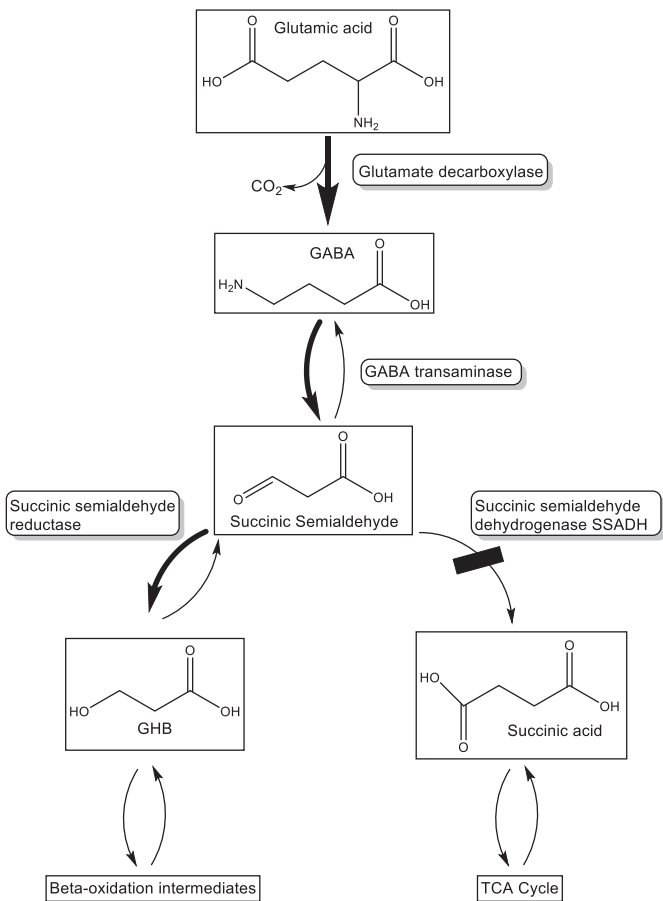 Glutamic acid
O
O
HO
OH
NH₂
CO₂
Glutamate decarboxylase
GABA
O
H₂N
OH
GABA transaminase
O
O
OH
Succinic Semialdehyde
Succinic semialdehyde
reductase
Succinic semialdehyde
dehydrogenase SSADH
O
HO
OH
GHB
O
HO
OH
O
Succinic acid
Beta-oxidation intermediates
TCA Cycle